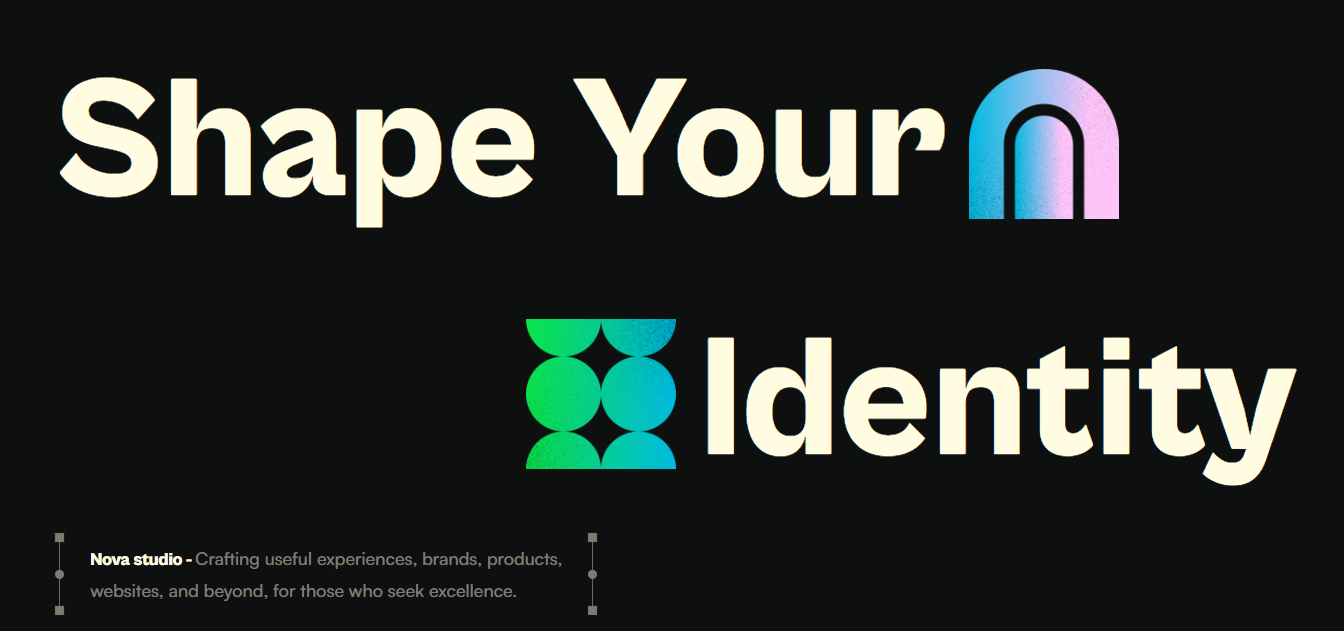 Shape Your
Identity
Nova studio - Crafting useful experiences, brands, products,
websites, and beyond, for those who seek excellence.